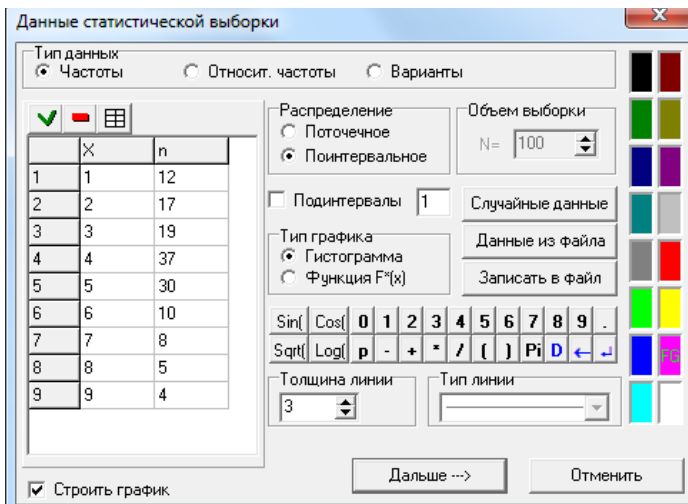 Данные статистической выборки
Тип данных
Частоты Относит. частоты Варианты
X n
1 1 12
2 2 17
3 3 19
4 4 37
5 5 30
6 6 10
7 7 8
8 8 5
9 9 4
Строить график
Распределение
Поточечное
Поинтервальное
Объем выборки
N= 100
Подинтервалы 1
Случайные данные
Тип графика
Гистограмма
Функция F*(x)
Данные из файла
Записать в файл
Sin( Cos( 0 1 2 3 4 5 6 7 8 9 .
Sqrt( Log( p - + * / ( ) Pi D ← ↵
Толщина линии
3
Тип линии
Дальше --->
Отменить
FG